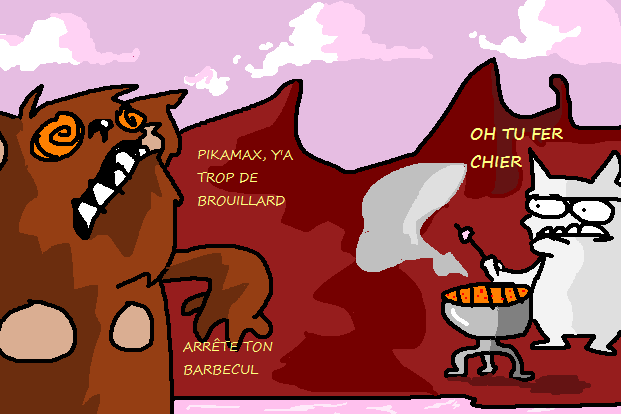 PIKAMAX, Y'A
TROP DE
BROUILLARD
ARRÊTE TON
BARBECUL
OH TU FER
CHIER